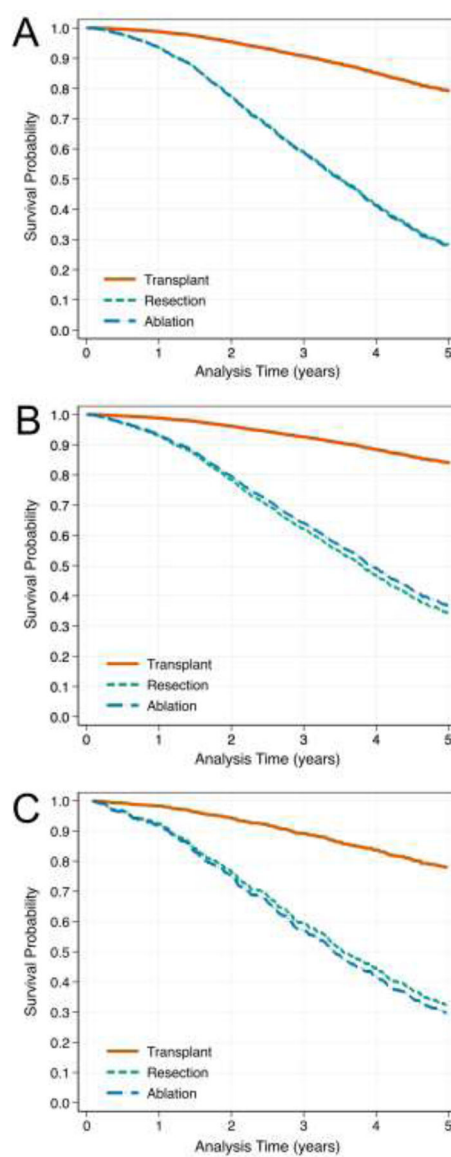 A
Survival Probability
1.0
0.9
0.8
0.7
0.6
0.5
0.4
0.3
0.2
0.1
0.0
Transplant
Resection
Ablation
0 1 2 3 4 5
Analysis Time (years)
B
Survival Probability
1.0
0.9
0.8
0.7
0.6
0.5
0.4
0.3
0.2
0.1
0.0
Transplant
Resection
Ablation
0 1 2 3 4 5
Analysis Time (years)
C
Survival Probability
1.0
0.9
0.8
0.7
0.6
0.5
0.4
0.3
0.2
0.1
0.0
Transplant
Resection
Ablation
0 1 2 3 4 5
Analysis Time (years)